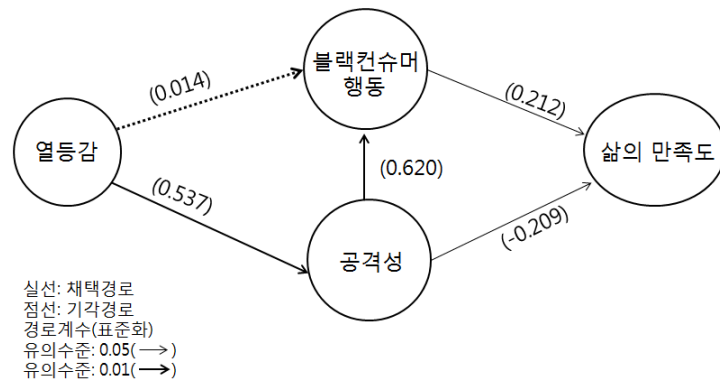 블랙컨슈머
행동
(0.014)
(0.212)
열등감
삶의 만족도
(0.620)
(0.537)
(-0.209)
공격성
실선: 채택경로
점선: 기각경로
경로계수(표준화)
유의수준: 0.05(→)
유의수준: 0.01(→)